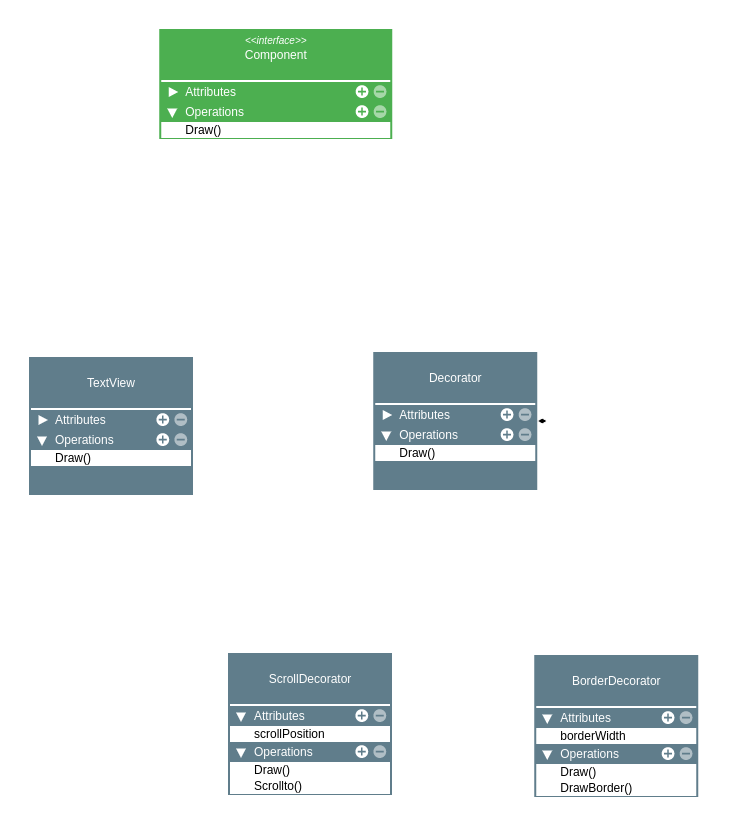 <<interface>>
Component
Attributes
Operations
Draw()
TextView
Attributes
Operations
Draw()
Decorator
Attributes
Operations
Draw()
ScrollDecorator
Attributes
scrollPosition
Operations
Draw()
Scrollto()
BorderDecorator
Attributes
borderWidth
Operations
Draw()
DrawBorder()